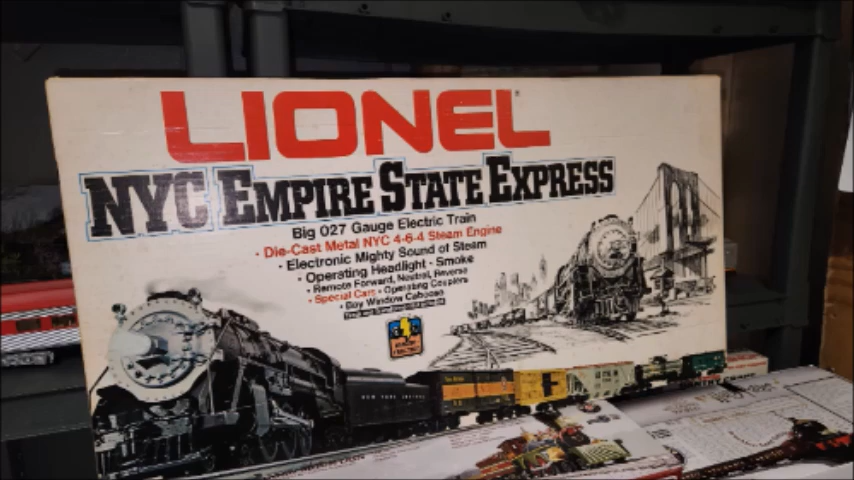 LIONEL
NYC EMPIRE STATE EXPRESS
Big 027 Gauge Electric Train
• Die-Cast Metal NYC 4-6-4 Steam Engine
• Electronic Mighty Sound of Steam
• Operating Headlight • Smoke
• Remote Forward, Neutral, Reverse
• Special Cars • Operating Couplers
• Bay Window Caboose
NEW YORK CENTRAL